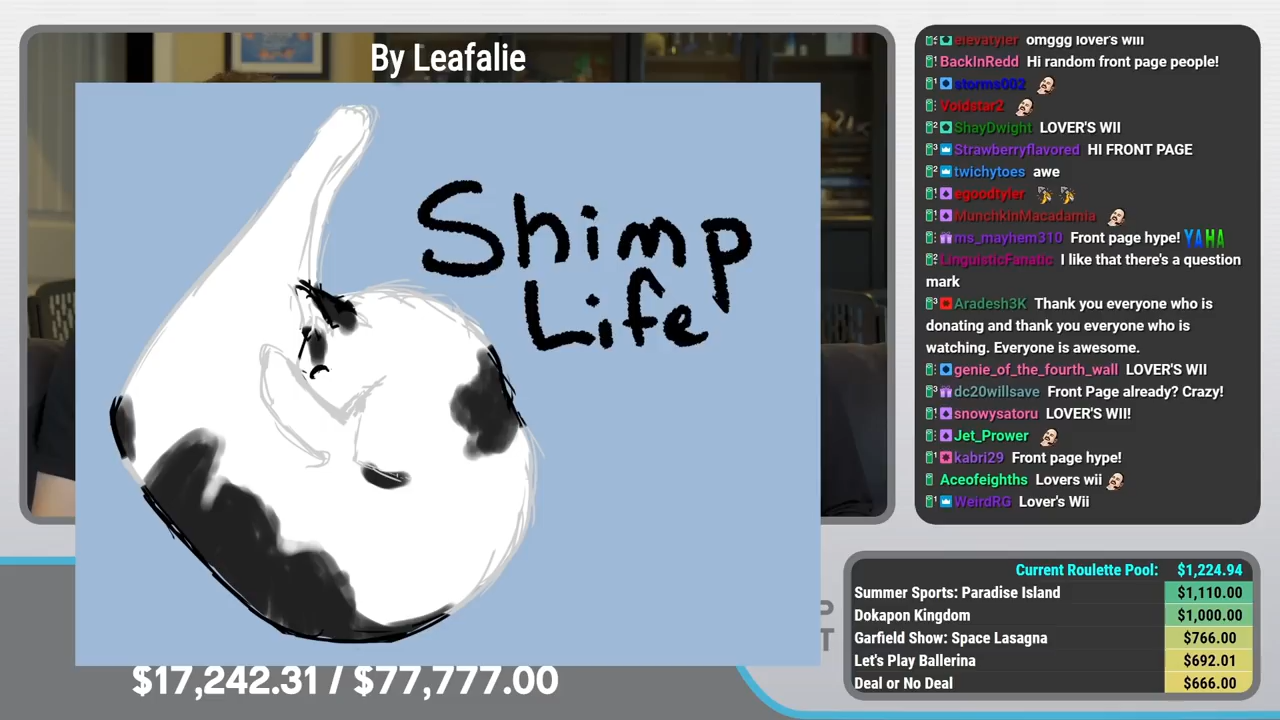 By Leafalie
Shimp
Life
$17,242.31 / $77,777.00
elevatyler omggg lover's will
BackInRedd Hi random front page people!
storms002
Voidstar2
ShayDwight LOVER'S WII
Strawberryflavored HI FRONT PAGE
twichytoes awe
egoodtyler
MunchkinMacadamia
ms_mayhem310 Front page hype! YAHA
LinguisticFanatic I like that there's a question
mark
Aradesh3K Thank you everyone who is
donating and thank you everyone who is
watching. Everyone is awesome.
genie_of_the_fourth_wall LOVER'S WII
dc20willsave Front Page already? Crazy!
snowysatoru LOVER'S WII!
Jet_Prower
kabri29 Front page hype!
Aceofeighths Lovers wii
WeirdRG Lover's Wii
P
T
Current Roulette Pool: $1,224.94
Summer Sports: Paradise Island $1,110.00
Dokapon Kingdom $1,000.00
Garfield Show: Space Lasagna $766.00
Let's Play Ballerina $692.01
Deal or No Deal $666.00